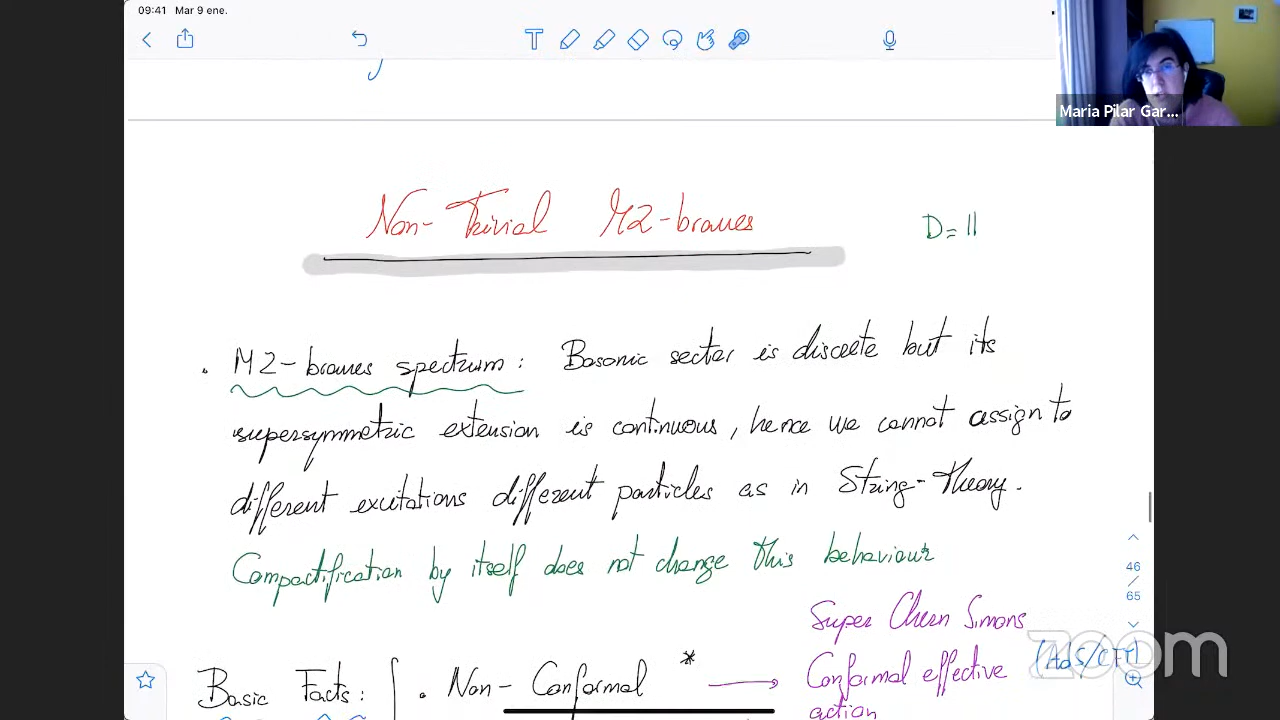 09:41 Mar 9 ene.
Maria Pilar Gar...
Non-Trivial M2-branes
D=11
. M2-branes spectrum: Bosonic sector is discrete but its
supersymmetric extension is continuous, hence we cannot assign to
different excitations different particles as in String-Theory.
Compactification by itself does not change this behaviour
46
/
65
Super Chern Simons
Basic Facts: . Non-Conformal * → Conformal effective (AdS/CFT)
action
zoom